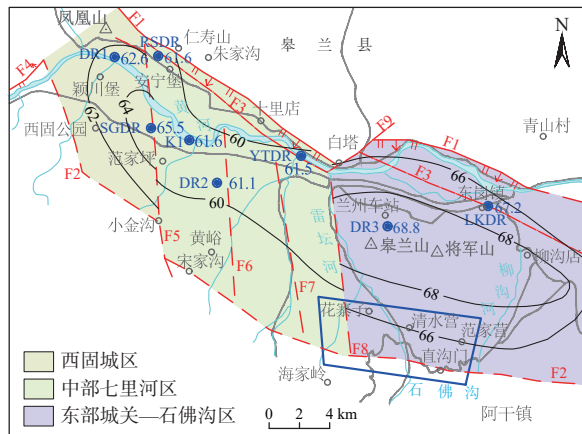 凤凰山
F1
RSDR
仁寿山
皋兰县
N
DR1 62.6
61.6
朱家沟
F4
安宁堡
颖川堡
64
F3
黄
七里店
F9
62
河
F1
青山村
西固公园
SGDR
65.5
K1
61.6
60
白塔
66
范家坪
YTDR
61.5
F3
东岗镇
F2
DR2
61.1
67.2
LKDR
60
雷坛河
兰州车站
DR3
68.8
68
小金沟
F5
黄峪
皋兰山
将军山
柳沟店
宋家沟
F6
柳沟河
68
F7
花寨子
清水营
66
范家营
西固城区
F8
直沟门
中部七里河区
海家岭
F2
石佛沟
东部城关—石佛沟区
0 2 4 km
阿干镇